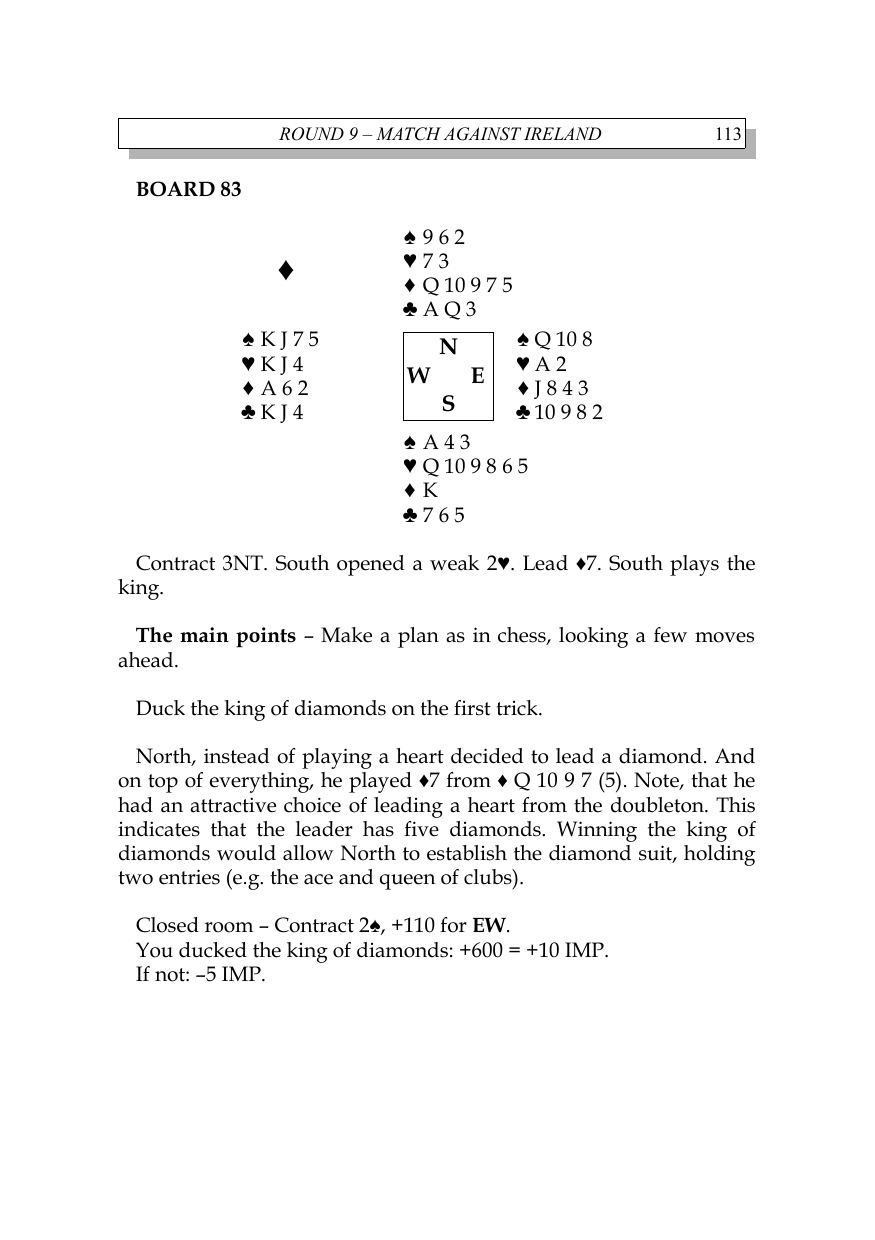 ROUND 9 – MATCH AGAINST IRELAND 113
BOARD 83
♠ 9 6 2
♥ 7 3
♦
♦ Q 10 9 7 5
♣ A Q 3
♠ K J 7 5
♥ K J 4
♦ A 6 2
♣ K J 4
N
W E
S
♠ Q 10 8
♥ A 2
♦ J 8 4 3
♣ 10 9 8 2
♠ A 4 3
♥ Q 10 9 8 6 5
♦ K
♣ 7 6 5
Contract 3NT. South opened a weak 2♥. Lead ♦7. South plays the
king.
The main points – Make a plan as in chess, looking a few moves
ahead.
Duck the king of diamonds on the first trick.
North, instead of playing a heart decided to lead a diamond. And
on top of everything, he played ♦7 from ♦ Q 10 9 7 (5). Note, that he
had an attractive choice of leading a heart from the doubleton. This
indicates that the leader has five diamonds. Winning the king of
diamonds would allow North to establish the diamond suit, holding
two entries (e.g. the ace and queen of clubs).
Closed room – Contract 2♠, +110 for EW.
You ducked the king of diamonds: +600 = +10 IMP.
If not: –5 IMP.